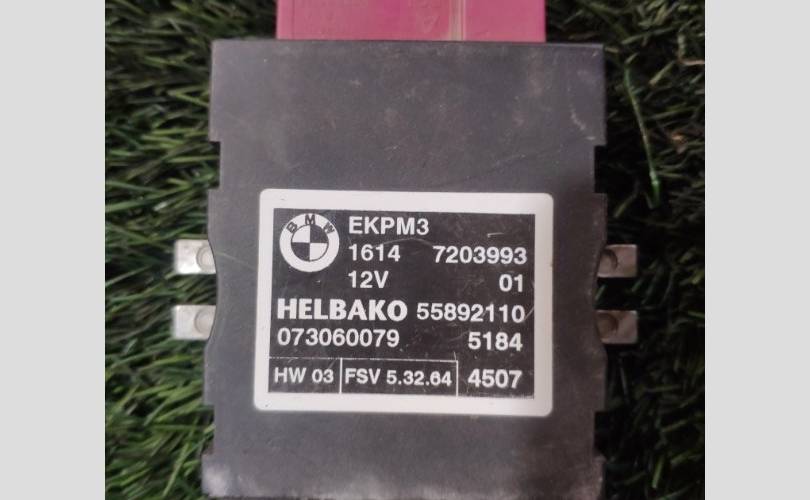 BMW
EKPM3
1614 7203993
12V 01
HELBAKO 55892110
073060079 5184
HW 03 FSV 5.32.64 4507